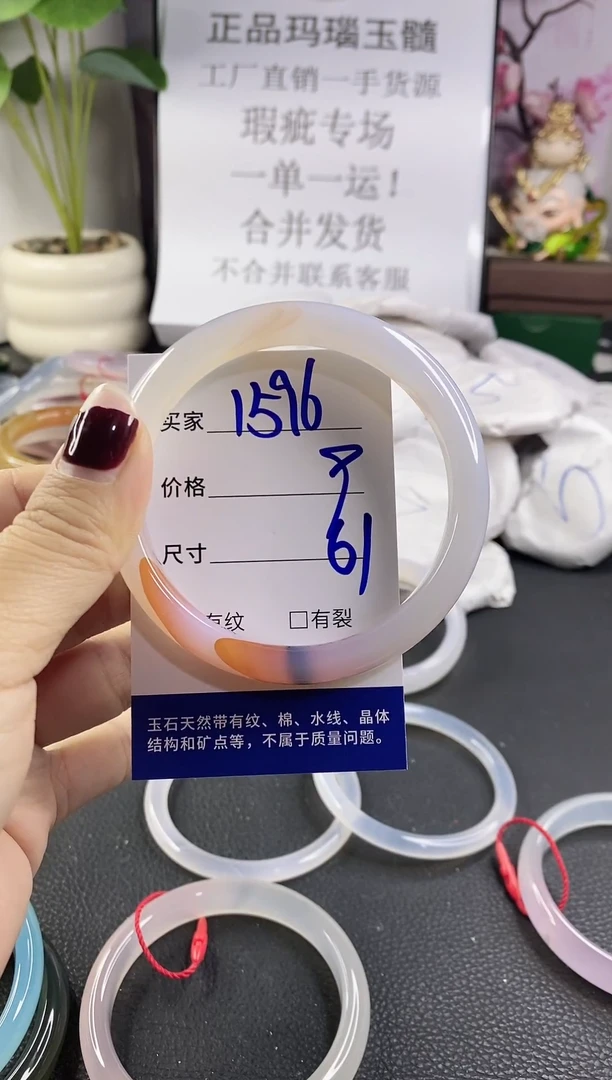 正品玛瑙玉髓
工厂直销一手货源
瑕疵专场
一单一运!
合并发货
不合并联系客服
买家 1596
价格
尺寸 61
有纹 □有裂
玉石天然带有纹、棉、水线、晶体
结构和矿点等，不属于质量问题。